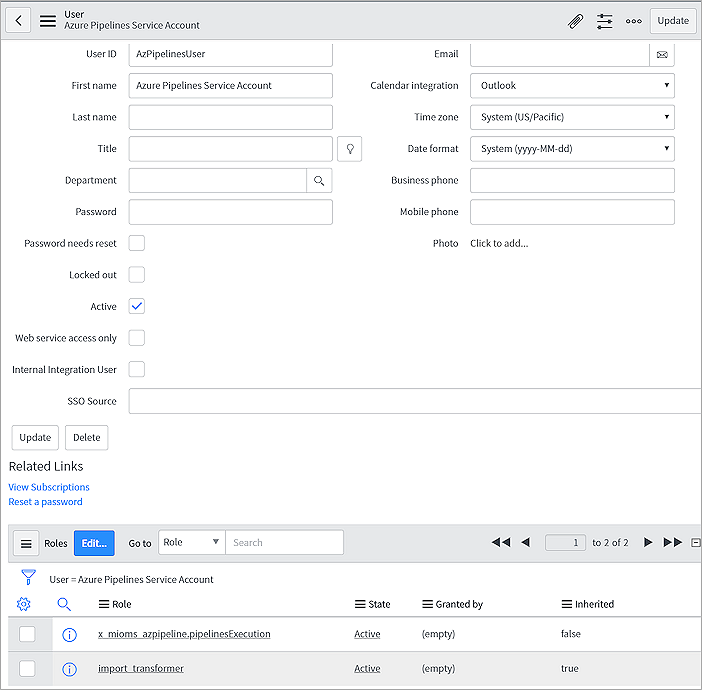 User
Azure Pipelines Service Account
Update
User ID AzPipelinesUser Email
First name Azure Pipelines Service Account Calendar integration Outlook
Last name Time zone System (US/Pacific)
Title Date format System (yyyy-MM-dd)
Department Business phone
Password Mobile phone
Password needs reset Photo Click to add...
Locked out
Active
Web service access only
Internal Integration User
SSO Source
Update Delete
Related Links
View Subscriptions
Reset a password
Roles Edit... Go to Role Search 1 to 2 of 2
User = Azure Pipelines Service Account
Role State Granted by Inherited
x_mioms_azpipeline.pipelinesExecution Active (empty) false
import_transformer Active (empty) true